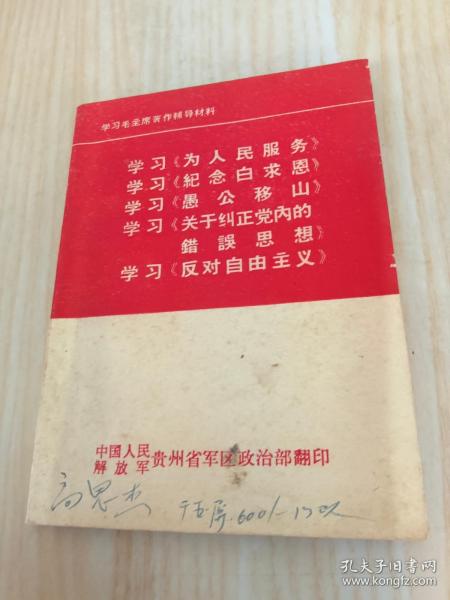 学习毛主席著作辅导材料
学习《为人民服务》
学习《紀念白求恩》
学习《愚公移山》
学习《关于纠正党內的
錯誤思想》
学习《反对自由主义》
中国人民
解放军
贵州省军区政治部翻印
高思杰
孔夫子旧书网
www.kongfz.com